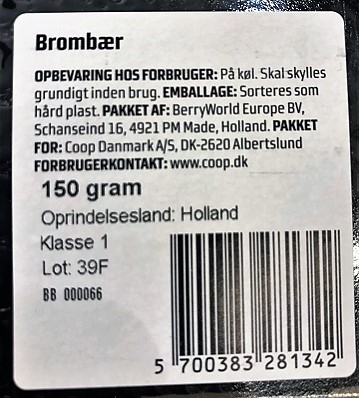 Brombær
OPBEVARING HOS FORBRUGER: På køl. Skal skylles
grundigt inden brug. EMBALLAGE: Sorteres som
hård plast. PAKKET AF: BerryWorld Europe BV,
Schanseind 16, 4921 PM Made, Holland. PAKKET
FOR: Coop Danmark A/S, DK-2620 Albertslund
FORBRUGERKONTAKT: www.coop.dk
150 gram
Oprindelsesland: Holland
Klasse 1
Lot: 39F
BB 000066
5 700383 281342